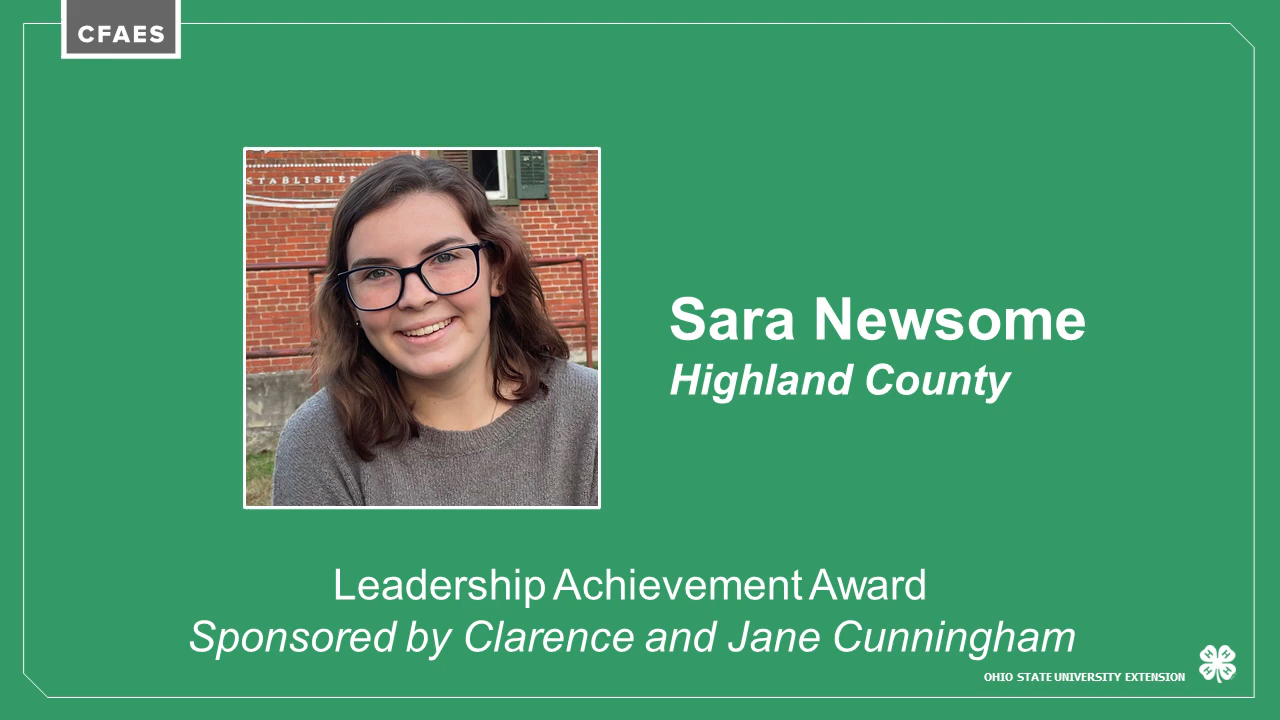 CFAES
STABLISHE
Sara Newsome
Highland County
Leadership Achievement Award
Sponsored by Clarence and Jane Cunningham
OHIO STATE UNIVERSITY EXTENSION
H H
H H